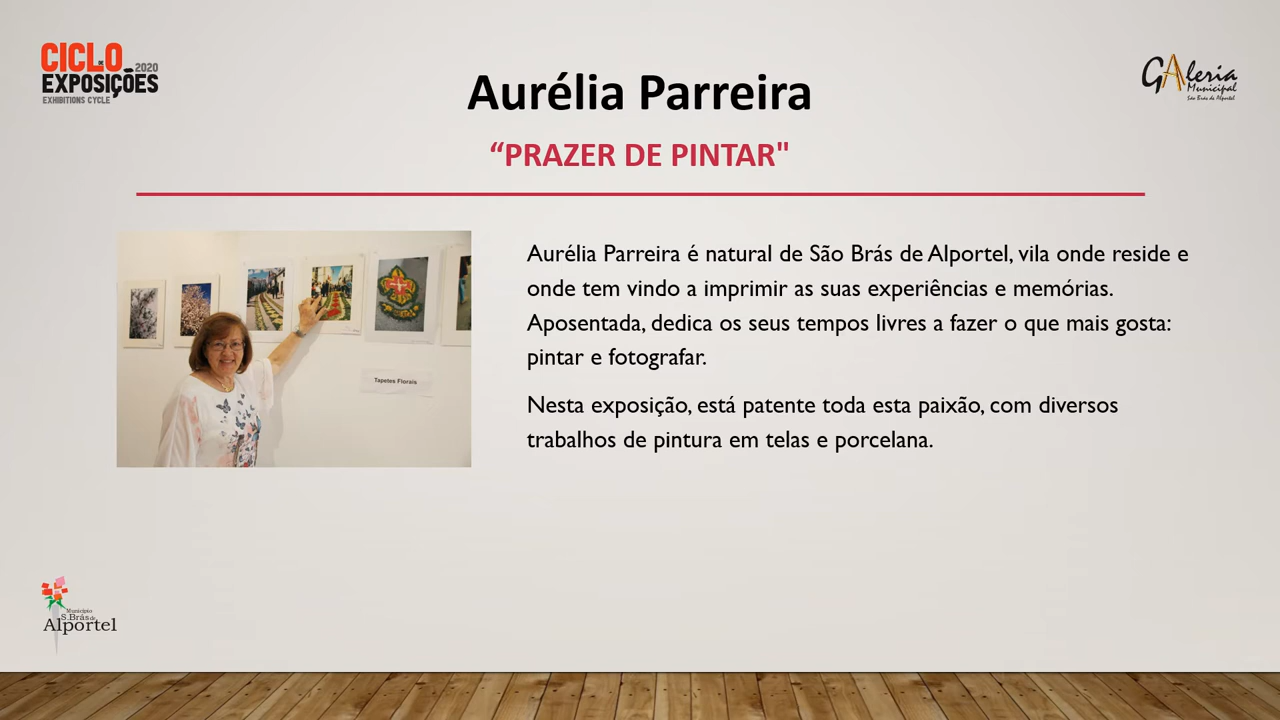 CICLO DE
EXPOSIÇÕES 2020
EXHIBITIONS CYCLE
GAleria
Municipal
São Brás de Alportel
Aurélia Parreira
“PRAZER DE PINTAR"
Tapetes Florais
Aurélia Parreira é natural de São Brás de Alportel, vila onde reside e
onde tem vindo a imprimir as suas experiências e memórias.
Aposentada, dedica os seus tempos livres a fazer o que mais gosta:
pintar e fotografar.
Nesta exposição, está patente toda esta paixão, com diversos
trabalhos de pintura em telas e porcelana.
Município
S.Brás de
Alportel